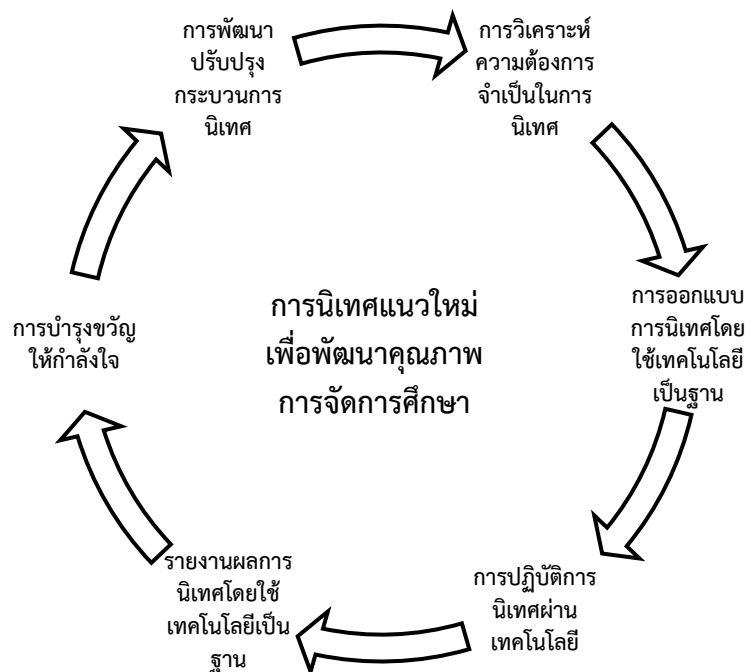 การพัฒนา
ปรับปรุง
กระบวนการ
นิเทศ
การวิเคราะห์
ความต้องการ
จำเป็นในการ
นิเทศ
การออกแบบ
การนิเทศโดย
ใช้เทคโนโลยี
เป็นฐาน
การปฏิบัติการ
นิเทศผ่าน
เทคโนโลยี
รายงานผลการ
นิเทศโดยใช้
เทคโนโลยีเป็น
ฐาน
การบำรุงขวัญ
ให้กำลังใจ
การนิเทศแนวใหม่
เพื่อพัฒนาคุณภาพ
การจัดการศึกษา